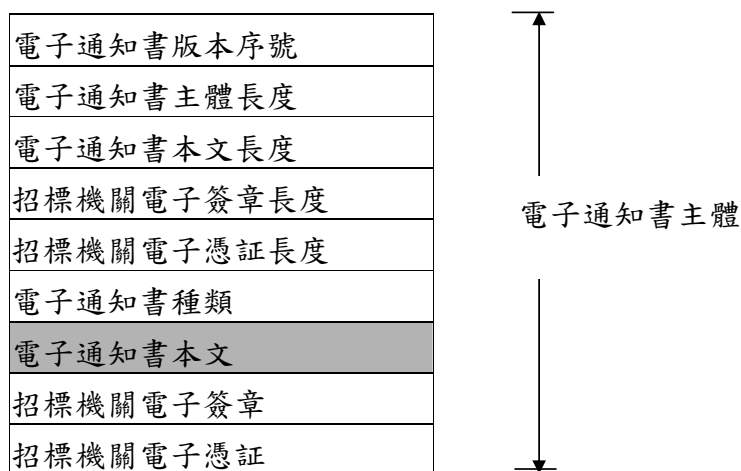 電子通知書版本序號
電子通知書主體長度
電子通知書本文長度
招標機關電子簽章長度
招標機關電子憑証長度
電子通知書種類
電子通知書本文
招標機關電子簽章
招標機關電子憑証
電子通知書主體